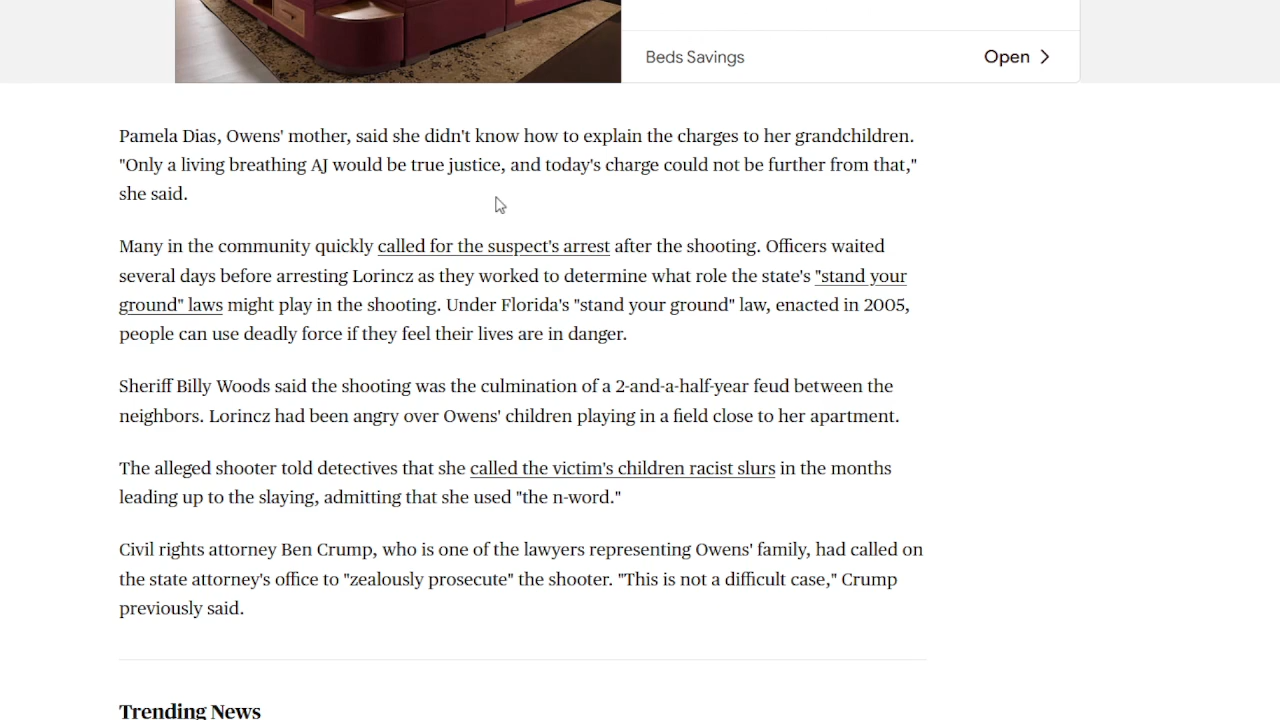 Beds Savings
Open
Pamela Dias, Owens' mother, said she didn't know how to explain the charges to her grandchildren.
"Only a living breathing AJ would be true justice, and today's charge could not be further from that,"
she said.
Many in the community quickly called for the suspect's arrest after the shooting. Officers waited
several days before arresting Lorincz as they worked to determine what role the state's "stand your
ground" laws might play in the shooting. Under Florida's "stand your ground" law, enacted in 2005,
people can use deadly force if they feel their lives are in danger.
Sheriff Billy Woods said the shooting was the culmination of a 2-and-a-half-year feud between the
neighbors. Lorincz had been angry over Owens' children playing in a field close to her apartment.
The alleged shooter told detectives that she called the victim's children racist slurs in the months
leading up to the slaying, admitting that she used "the n-word."
Civil rights attorney Ben Crump, who is one of the lawyers representing Owens' family, had called on
the state attorney's office to "zealously prosecute" the shooter. "This is not a difficult case," Crump
previously said.
Trending News